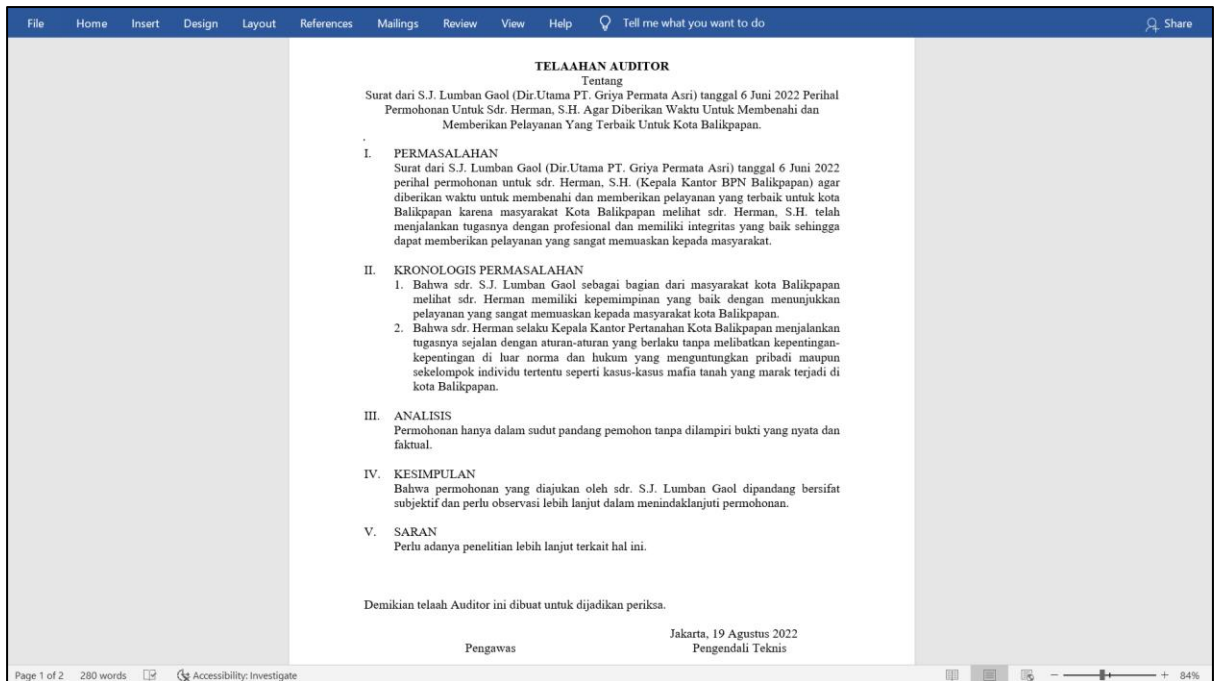 File Home Insert Design Layout References Mailings Review View Help Tell me what you want to do Share
TELAAHAN AUDITOR
Tentang
Surat dari S.J. Lumban Gaol (Dir.Utama PT. Griya Permata Asri) tanggal 6 Juni 2022 Perihal
Permohonan Untuk Sdr. Herman, S.H. Agar Diberikan Waktu Untuk Membenahi dan
Memberikan Pelayanan Yang Terbaik Untuk Kota Balikpapan.
.
I. PERMASALAHAN
Surat dari S.J. Lumban Gaol (Dir.Utama PT. Griya Permata Asri) tanggal 6 Juni 2022
perihal permohonan untuk sdr. Herman, S.H. (Kepala Kantor BPN Balikpapan) agar
diberikan waktu untuk membenahi dan memberikan pelayanan yang terbaik untuk kota
Balikpapan karena masyarakat Kota Balikpapan melihat sdr. Herman, S.H. telah
menjalankan tugasnya dengan profesional dan memiliki integritas yang baik sehingga
dapat memberikan pelayanan yang sangat memuaskan kepada masyarakat.
II. KRONOLOGIS PERMASALAHAN
1. Bahwa sdr. S.J. Lumban Gaol sebagai bagian dari masyarakat kota Balikpapan
melihat sdr. Herman memiliki kepemimpinan yang baik dengan menunjukkan
pelayanan yang sangat memuaskan kepada masyarakat kota Balikpapan.
2. Bahwa sdr. Herman selaku Kepala Kantor Pertanahan Kota Balikpapan menjalankan
tugasnya sejalan dengan aturan-aturan yang berlaku tanpa melibatkan kepentingan-
kepentingan di luar norma dan hukum yang menguntungkan pribadi maupun
sekelompok individu tertentu seperti kasus-kasus mafia tanah yang marak terjadi di
kota Balikpapan.
III. ANALISIS
Permohonan hanya dalam sudut pandang pemohon tanpa dilampiri bukti yang nyata dan
faktual.
IV. KESIMPULAN
Bahwa permohonan yang diajukan oleh sdr. S.J. Lumban Gaol dipandang bersifat
subjektif dan perlu observasi lebih lanjut dalam menindaklanjuti permohonan.
V. SARAN
Perlu adanya penelitian lebih lanjut terkait hal ini.
Demikian telaah Auditor ini dibuat untuk dijadikan periksa.
Jakarta, 19 Agustus 2022
Pengawas Pengendali Teknis
Page 1 of 2 280 words Accessibility: Investigate 84%